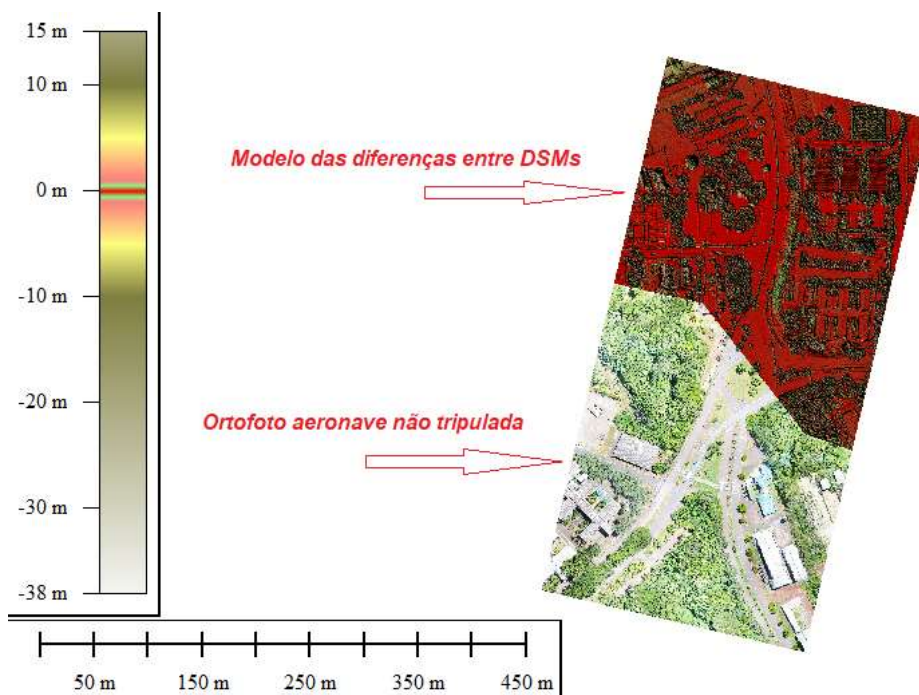 15 m
10 m
0 m
-10 m
-20 m
-30 m
-38 m
Modelo das diferenças entre DSMs
Ortofoto aeronave não tripulada
50 m 150 m 250 m 350 m 450 m